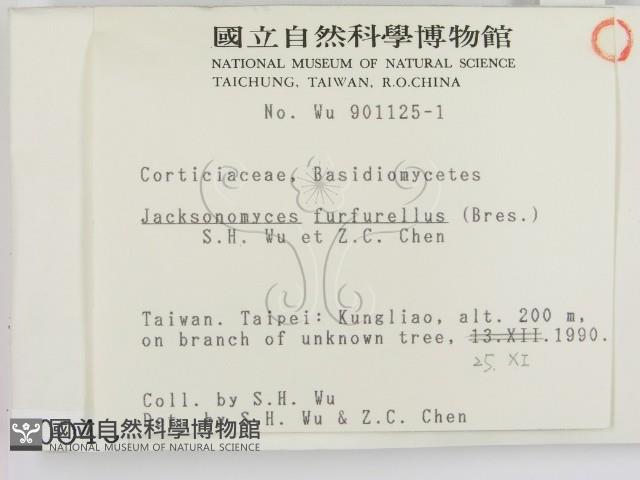 國立自然科學博物館
NATIONAL MUSEUM OF NATURAL SCIENCE
TAICHUNG, TAIWAN, R.O.CHINA
No. Wu 901125-1
Corticiaceae, Basidiomycetes
Jacksonomyces furfurellus (Bres.)
S.H. Wu et Z.C. Chen
Taiwan. Taipei: Kungliao, alt. 200 m,
on branch of unknown tree, 13.XII.1990.
25. XI
Coll. by S.H. Wu
Det. by S.H. Wu & Z.C. Chen
國立自然科學博物館
NATIONAL MUSEUM OF NATURAL SCIENCE